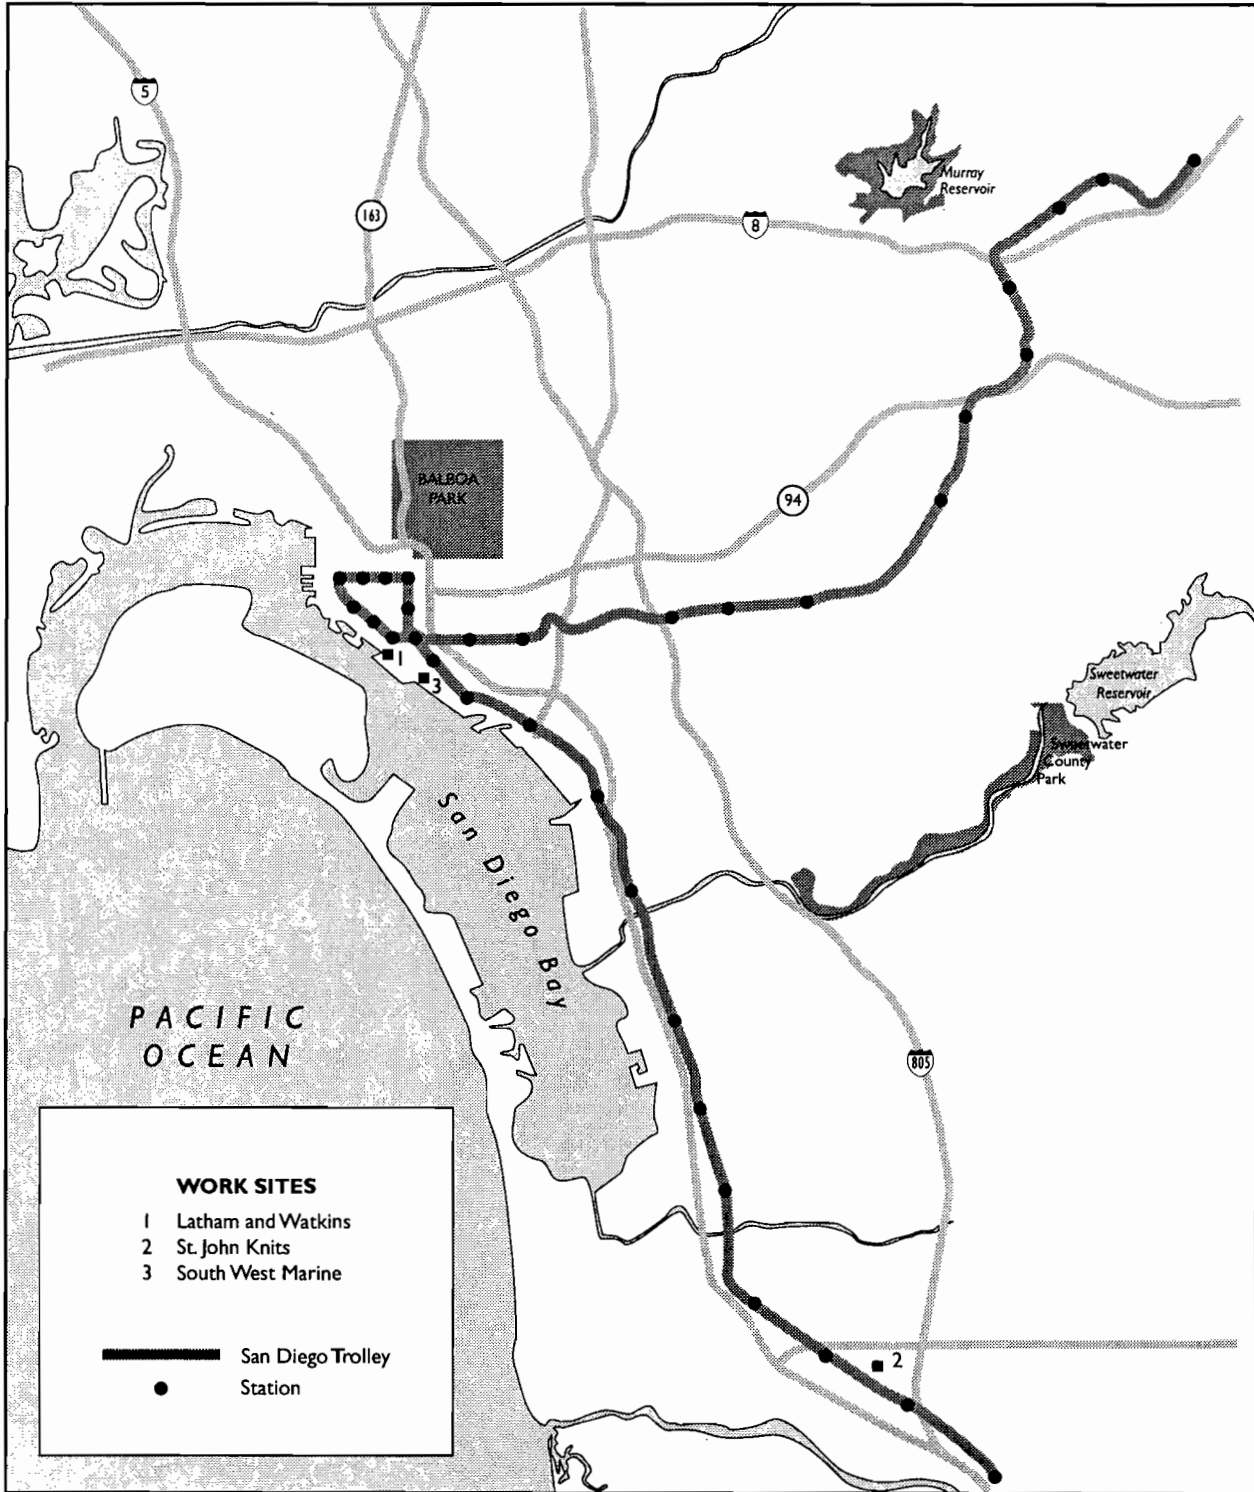 5
163
8
Murray
Reservoir
BALBOA
PARK
94
1
3
Sweetwater
Reservoir
Sweetwater
County
Park
San Diego Bay
PACIFIC
OCEAN
805
WORK SITES
1 Latham and Watkins
2 St. John Knits
3 South West Marine
San Diego Trolley
Station
2